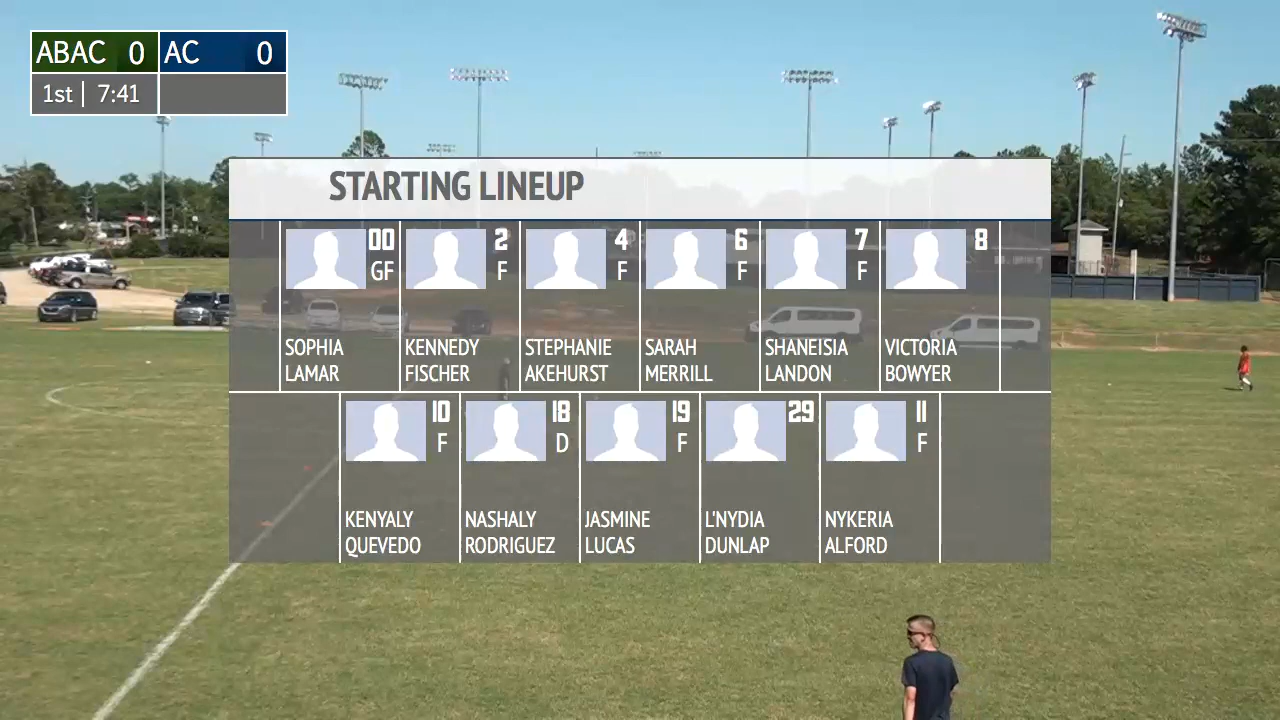 ABAC 0 AC 0
1st | 7:41
STARTING LINEUP
00 2 4 6 7 8
GF F F F F
SOPHIA KENNEDY STEPHANIE SARAH SHANEISIA VICTORIA
LAMAR FISCHER AKEHURST MERRILL LANDON BOWYER
10 18 19 29 11
F D F F
KENYALY NASHALY JASMINE L'NYDIA NYKERIA
QUEVEDO RODRIGUEZ LUCAS DUNLAP ALFORD